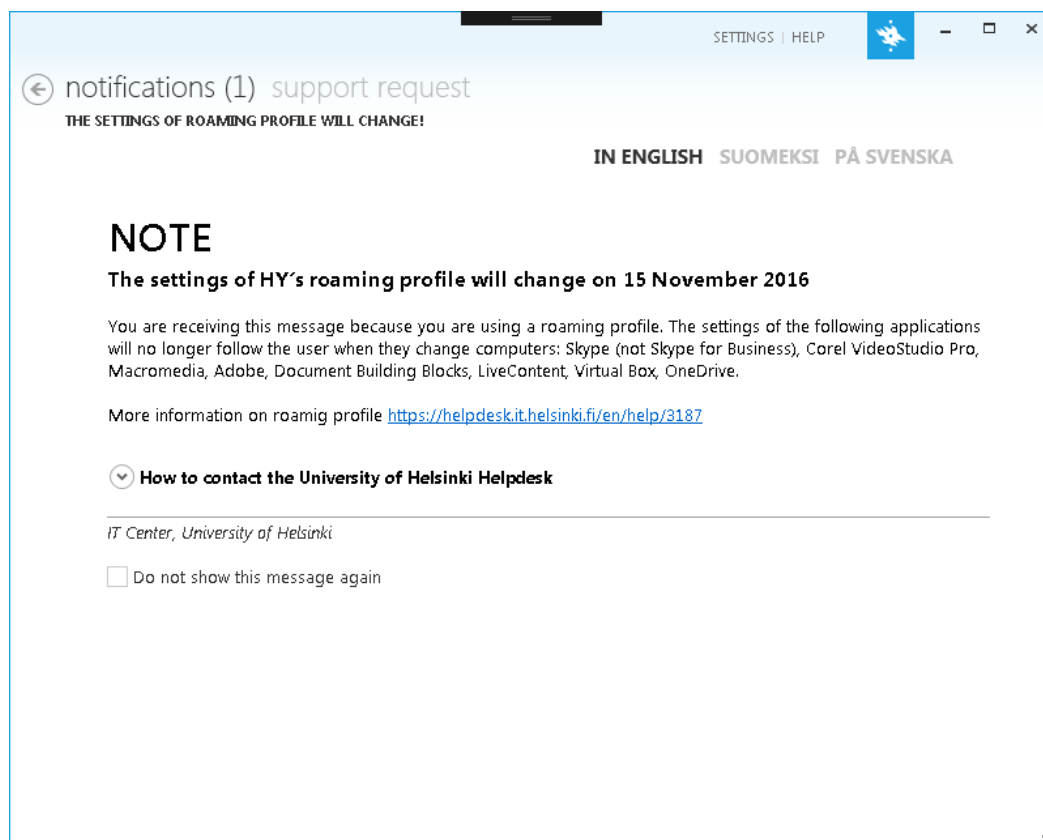 SETTINGS | HELP
notifications (1) support request
THE SETTINGS OF ROAMING PROFILE WILL CHANGE!
IN ENGLISH SUOMEKSI PÅ SVENSKA
NOTE
The settings of HY´s roaming profile will change on 15 November 2016
You are receiving this message because you are using a roaming profile. The settings of the following applications
will no longer follow the user when they change computers: Skype (not Skype for Business), Corel VideoStudio Pro,
Macromedia, Adobe, Document Building Blocks, LiveContent, Virtual Box, OneDrive.
More information on roamig profile https://helpdesk.it.helsinki.fi/en/help/3187
How to contact the University of Helsinki Helpdesk
IT Center, University of Helsinki
Do not show this message again